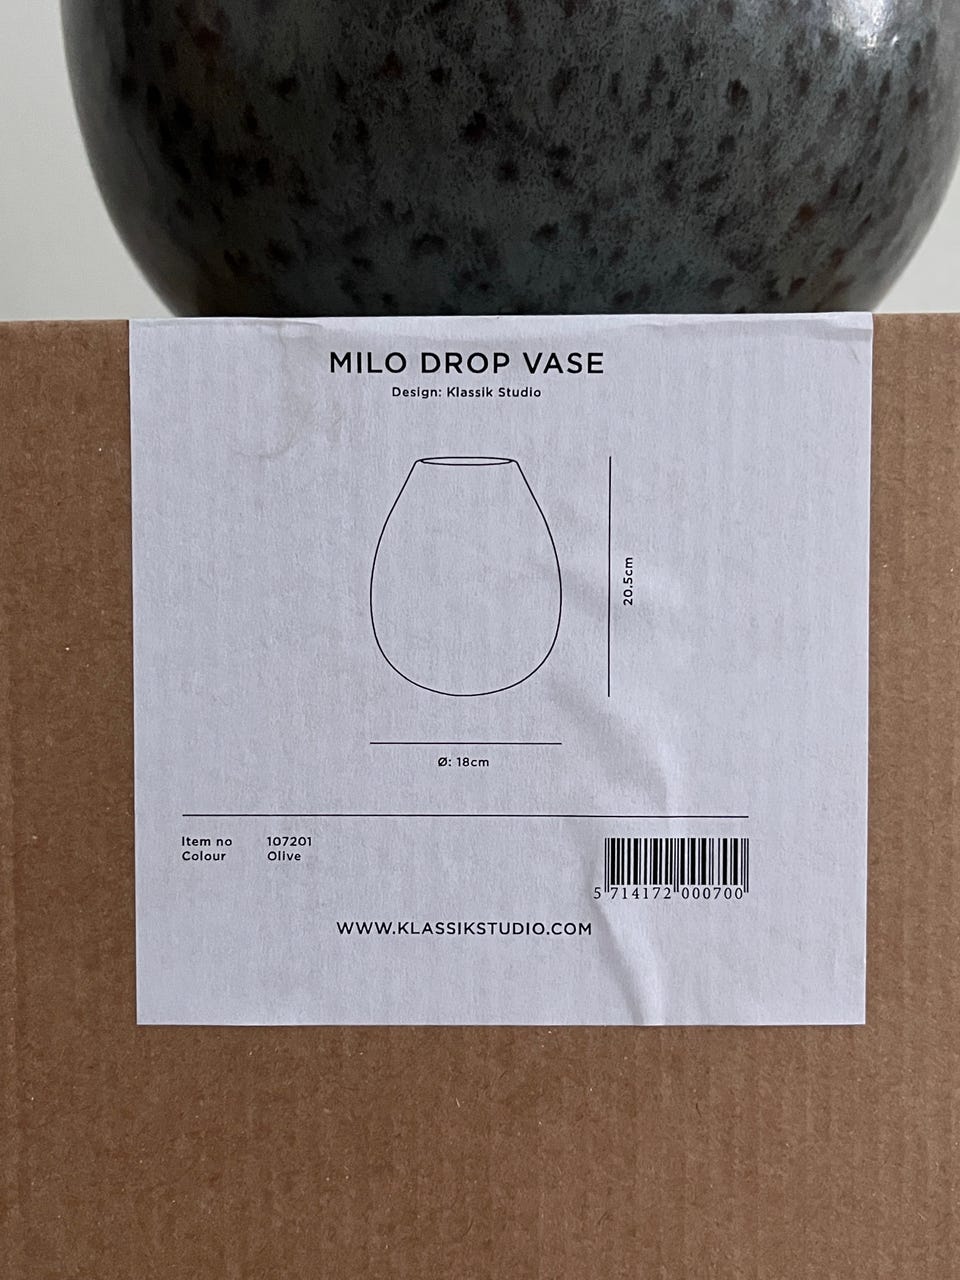 MILO DROP VASE
Design: Klassik Studio
20.5cm
Ø: 18cm
Item no 107201
Colour Olive
5 714172 000700
WWW.KLASSIKSTUDIO.COM